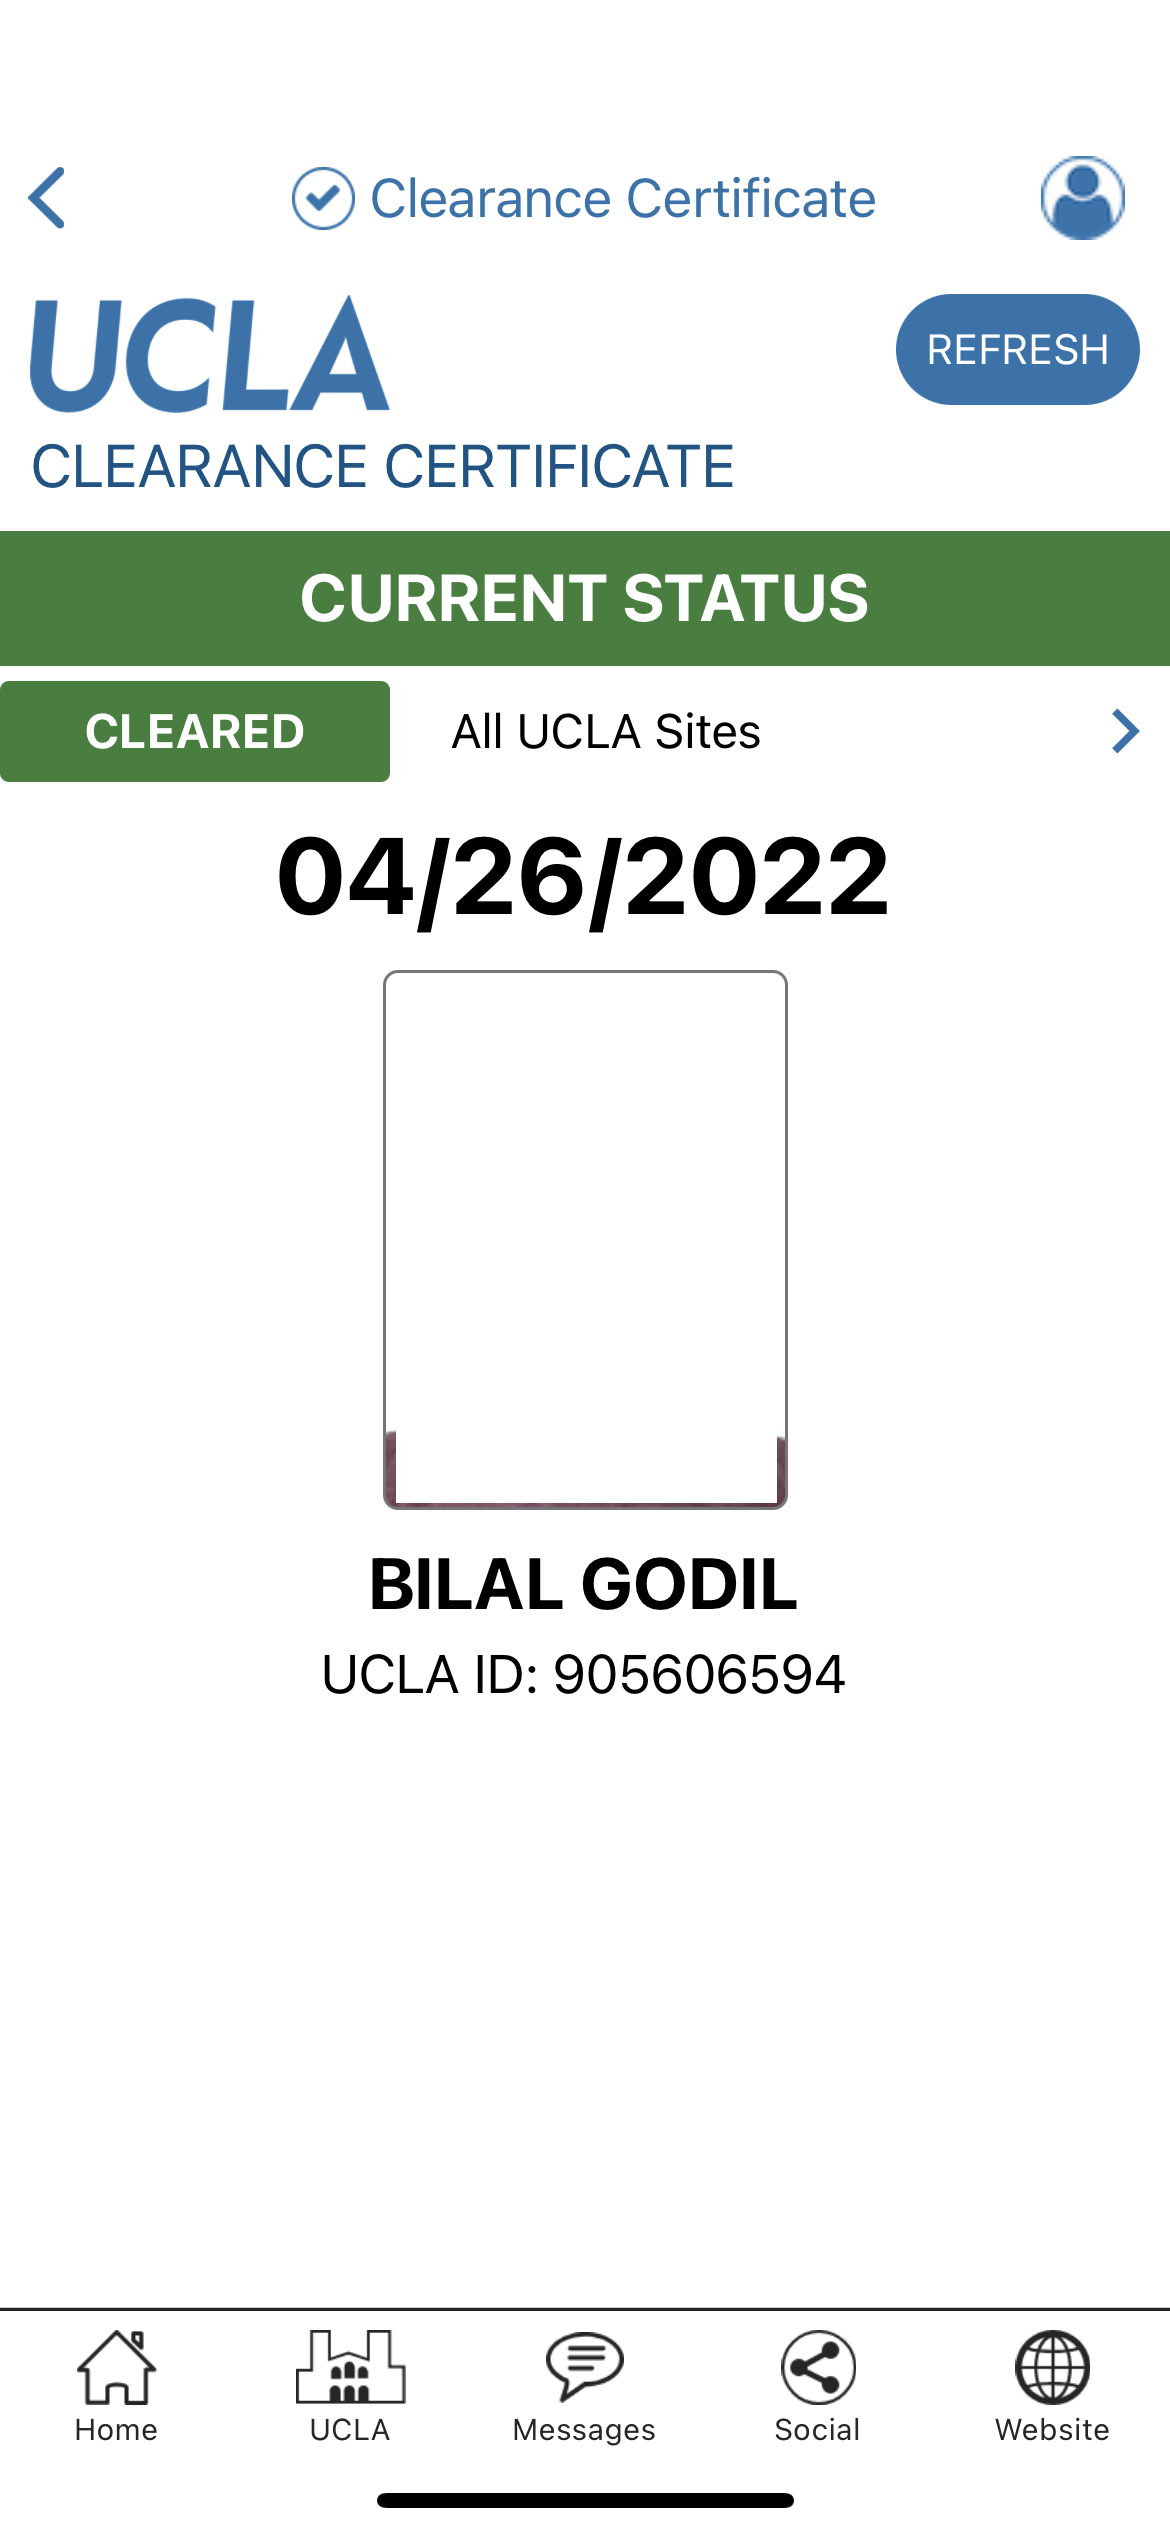 Clearance Certificate
UCLA
REFRESH
CLEARANCE CERTIFICATE
CURRENT STATUS
CLEARED All UCLA Sites
04/26/2022
BILAL GODIL
UCLA ID: 905606594
Home UCLA Messages Social Website